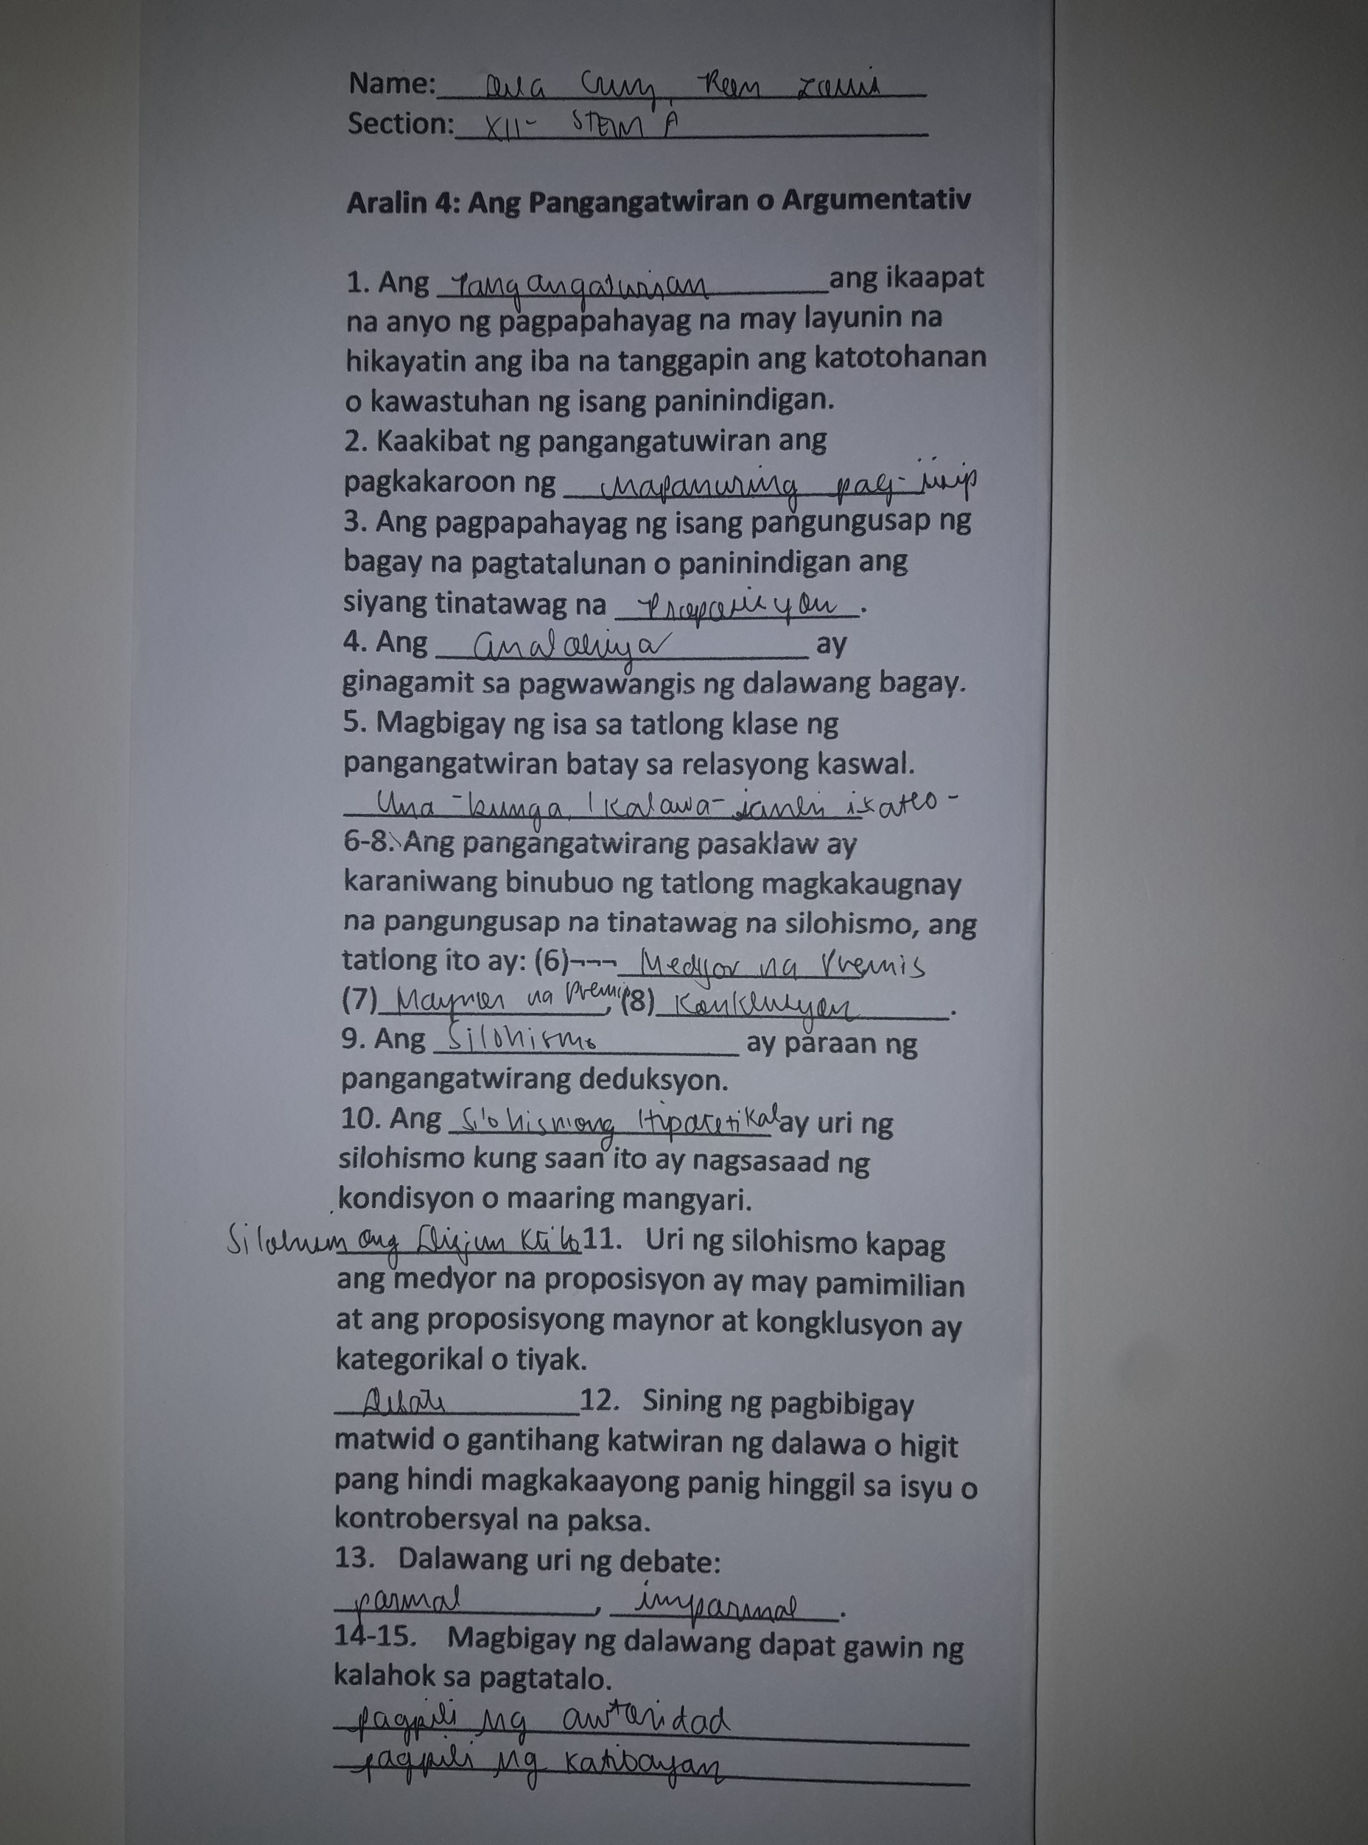 Name: Dela Cruz, Reen
Section: XII- STEM A
Aralin 4: Ang Pangangatwiran o Argumentativ
1. Ang Pangangatwiran ang ikaapat
na anyo ng pagpapahayag na may layunin na
hikayatin ang iba na tanggapin ang katotohanan
o kawastuhan ng isang paninindigan.
2. Kaakibat ng pangangatuwiran ang
pagkakaroon ng mapanuring pag-iisip
3. Ang pagpapahayag ng isang pangungusap ng
bagay na pagtatalunan o paninindigan ang
siyang tinatawag na Proposisyon.
4. Ang analohiya ay
ginagamit sa pagwawangis ng dalawang bagay.
5. Magbigay ng isa sa tatlong klase ng
pangangatwiran batay sa relasyong kaswal.
Una - bunga, Ikalawa- sanhi ikatlo -
6-8. Ang pangangatwirang pasaklaw ay
karaniwang binubuo ng tatlong magkakaugnay
na pangungusap na tinatawag na silohismo, ang
tatlong ito ay: (6)¬¬¬ Medyor na Premis
(7) Maynor na Premis, (8) Konklusyon.
9. Ang Silohismo ay paraan ng
pangangatwirang deduksyon.
10. Ang Silohismong Hipotetikal ay uri ng
silohismo kung saan ito ay nagsasaad ng
kondisyon o maaring mangyari.
11. Uri ng silohismo kapag
ang medyor na proposisyon ay may pamimilian
at ang proposisyong maynor at kongklusyon ay
kategorikal o tiyak.
Debate 12. Sining ng pagbibigay
matwid o gantihang katwiran ng dalawa o higit
pang hindi magkakaayong panig hinggil sa isyu o
kontrobersyal na paksa.
13. Dalawang uri ng debate:
pormal, impormal.
14-15. Magbigay ng dalawang dapat gawin ng
kalahok sa pagtatalo.
pagpili ng awtoridad
pagpili ng katibayan